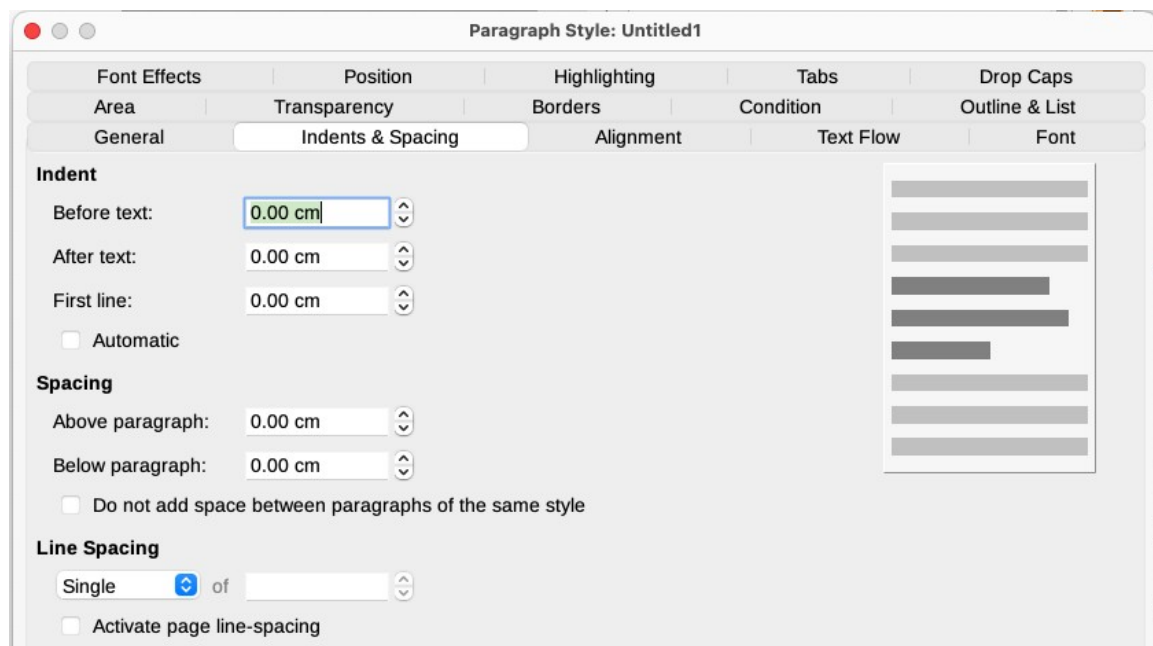 Paragraph Style: Untitled1
Font Effects Position Highlighting Tabs Drop Caps
Area Transparency Borders Condition Outline & List
General Indents & Spacing Alignment Text Flow Font
Indent
Before text: 0.00 cm
After text: 0.00 cm
First line: 0.00 cm
Automatic
Spacing
Above paragraph: 0.00 cm
Below paragraph: 0.00 cm
Do not add space between paragraphs of the same style
Line Spacing
Single of
Activate page line-spacing